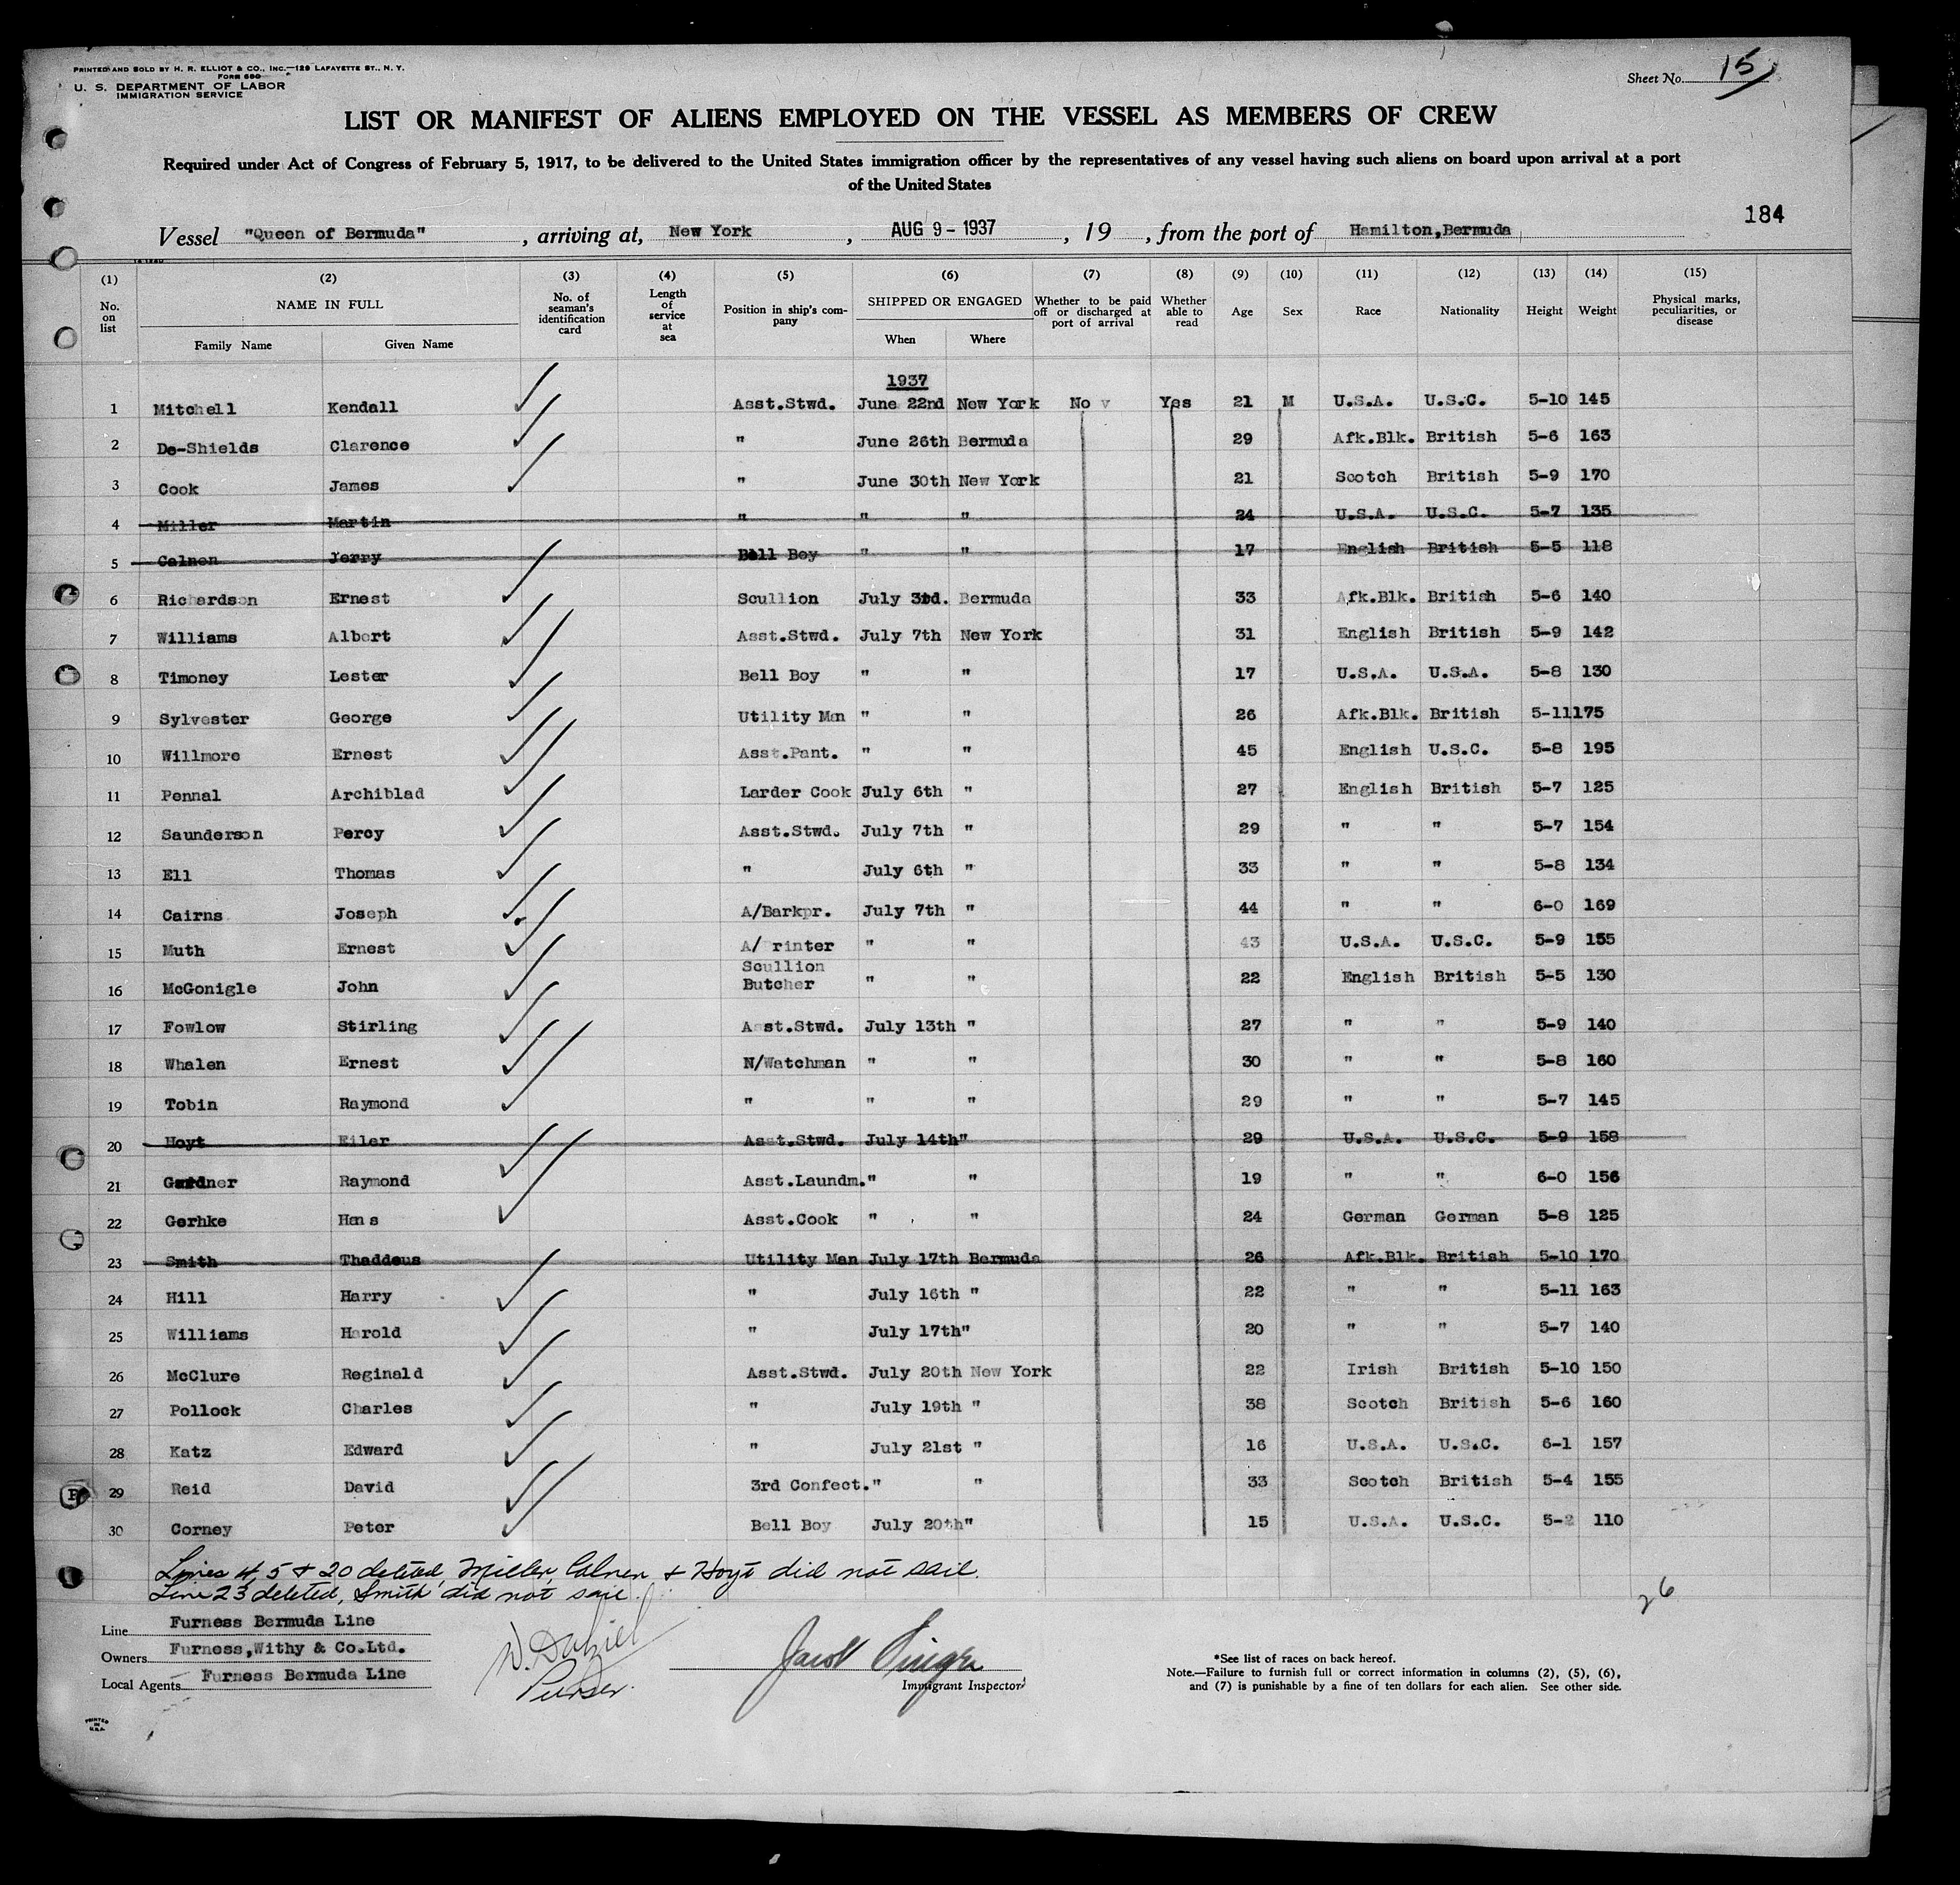 PRINTED AND SOLD BY H. R. ELLIOT & CO., INC.—129 LAFAYETTE ST., N. Y.
FORM 680
U. S. DEPARTMENT OF LABOR
IMMIGRATION SERVICE
Sheet No. 15
LIST OR MANIFEST OF ALIENS EMPLOYED ON THE VESSEL AS MEMBERS OF CREW
Required under Act of Congress of February 5, 1917, to be delivered to the United States immigration officer by the representatives of any vessel having such aliens on board upon arrival at a port
of the United States
184
Vessel "Queen of Bermuda", arriving at, New York, AUG 9 - 1937, 19 , from the port of Hamilton,Bermuda
(1) (2) (3) (4) (5) (6) (7) (8) (9) (10) (11) (12) (13) (14) (15)
No. on list NAME IN FULL Family Name Given Name No. of seaman's identification card Length of service at sea Position in ship's company SHIPPED OR ENGAGED When Where Whether to be paid off or discharged at port of arrival Whether able to read Age Sex Race Nationality Height Weight Physical marks, peculiarities, or disease
1937
1 Mitchell Kendall Asst.Stwd. June 22nd New York No v Yes 21 M U.S.A. U.S.C. 5-10 145
2 De-Shields Clarence " June 26th Bermuda 29 Afk.Blk. British 5-6 163
3 Cook James " June 30th New York 21 Scotch British 5-9 170
4 Miller Martin " " " 24 U.S.A. U.S.C. 5-7 135
5 Calnen Jerry Bell Boy " " 17 English British 5-5 118
6 Richardson Ernest Scullion July 3rd. Bermuda 33 Afk.Blk. British 5-6 140
7 Williams Albert Asst.Stwd. July 7th New York 31 English British 5-9 142
8 Timoney Lester Bell Boy " " 17 U.S.A. U.S.A. 5-8 130
9 Sylvester George Utility Man " " 26 Afk.Blk. British 5-11 175
10 Willmore Ernest Asst.Pant. " " 45 English U.S.C. 5-8 195
11 Pennal Archiblad Larder Cook July 6th " 27 English British 5-7 125
12 Saunderson Percy Asst.Stwd. July 7th " 29 " " 5-7 154
13 Ell Thomas " July 6th " 33 " " 5-8 134
14 Cairns Joseph A/Barkpr. July 7th " 44 " " 6-0 169
15 Muth Ernest A/ rinter " " 43 U.S.A. U.S.C. 5-9 155
16 McGonigle John Scullion Butcher " " 22 English British 5-5 130
17 Fowlow Stirling Asst.Stwd. July 13th " 27 " " 5-9 140
18 Whalen Ernest N/Watchman " " 30 " " 5-8 160
19 Tobin Raymond " " " 29 " " 5-7 145
20 Hoyt Eiler Asst.Stwd. July 14th " 29 U.S.A. U.S.C. 5-9 158
21 Gardner Raymond Asst.Laundm. " " 19 " " 6-0 156
22 Gerhke Hans Asst.Cook " " 24 German German 5-8 125
23 Smith Thaddeus Utility Man July 17th Bermuda 26 Afk.Blk. British 5-10 170
24 Hill Harry " July 16th " 22 " " 5-11 163
25 Williams Harold " July 17th " 20 " " 5-7 140
26 McClure Reginald Asst.Stwd. July 20th New York 22 Irish British 5-10 150
27 Pollock Charles " July 19th " 38 Scotch British 5-6 160
28 Katz Edward " July 21st " 16 U.S.A. U.S.C. 6-1 157
29 Reid David 3rd Confect. " " 33 Scotch British 5-4 155
30 Corney Peter Bell Boy July 20th " 15 U.S.A. U.S.C. 5-2 110
Lines 4, 5 & 20 deleted, Miller, Calnen & Hoyt did not sail.
Line 23 deleted, Smith did not sail.
26
Line Furness Bermuda Line
Owners Furness,Withy & Co.Ltd.
Local Agents Furness Bermuda Line
Purser.
Immigrant Inspector
*See list of races on back hereof.
Note.—Failure to furnish full or correct information in columns (2), (5), (6),
and (7) is punishable by a fine of ten dollars for each alien. See other side.
PRINTED IN U.S.A.